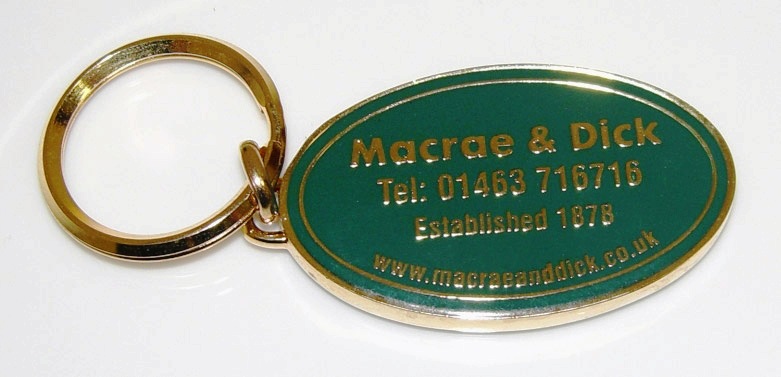 Macrae & Dick
Tel: 01463 716716
Established 1878
www.macraeanddick.co.uk